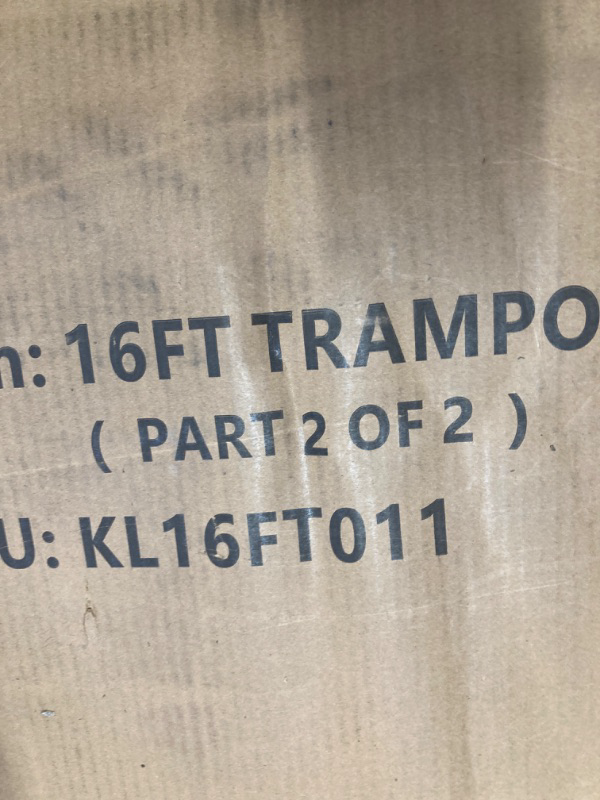 n: 16FT TRAMPO
( PART 2 OF 2 )
U: KL16FT011